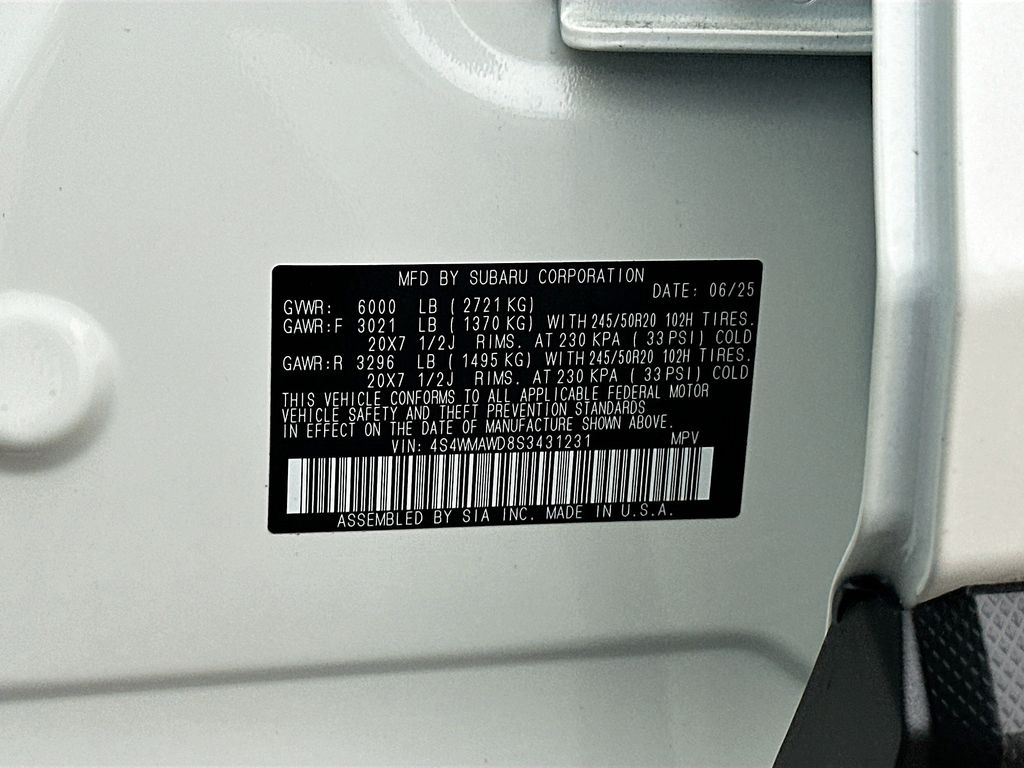 MFD BY SUBARU CORPORATION
DATE: 06/25
GVWR: 6000 LB (2721 KG)
GAWR:F 3021 LB (1370 KG) WITH 245/50R20 102H TIRES.
20X7 1/2J RIMS. AT 230 KPA (33 PSI) COLD
GAWR:R 3296 LB (1495 KG) WITH 245/50R20 102H TIRES.
20X7 1/2J RIMS. AT 230 KPA (33 PSI) COLD
THIS VEHICLE CONFORMS TO ALL APPLICABLE FEDERAL MOTOR
VEHICLE SAFETY AND THEFT PREVENTION STANDARDS
IN EFFECT ON THE DATE OF MANUFACTURE SHOWN ABOVE.
VIN: 4S4WMAWD8S3431231 MPV
ASSEMBLED BY SIA INC. MADE IN U.S.A.